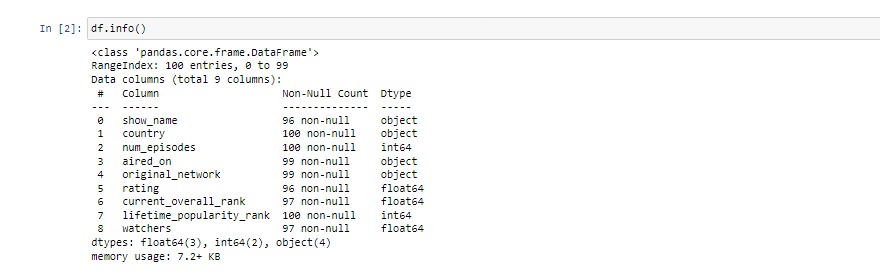 In [2]: df.info()
<class 'pandas.core.frame.DataFrame'>
RangeIndex: 100 entries, 0 to 99
Data columns (total 9 columns):
 #   Column                   Non-Null Count  Dtype
---  ------                   --------------  -----
 0   show_name                96 non-null     object
 1   country                  100 non-null    object
 2   num_episodes             100 non-null    int64
 3   aired_on                 99 non-null     object
 4   original_network         99 non-null     object
 5   rating                   96 non-null     float64
 6   current_overall_rank     97 non-null     float64
 7   lifetime_popularity_rank  100 non-null    int64
 8   watchers                 97 non-null     float64
dtypes: float64(3), int64(2), object(4)
memory usage: 7.2+ KB